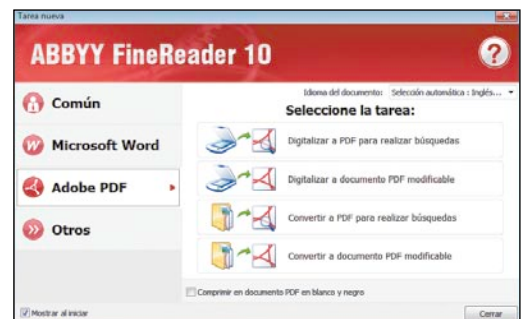 Tarea nueva
ABBYY FineReader 10
?
Idioma del documento: Selección automática : Inglés...
Seleccione la tarea:
Común
Microsoft Word
Adobe PDF
Otros
Digitalizar a PDF para realizar búsquedas
Digitalizar a documento PDF modificable
Convertir a PDF para realizar búsquedas
Convertir a documento PDF modificable
Comprimir en documento PDF en blanco y negro
Mostrar al iniciar
Cerrar